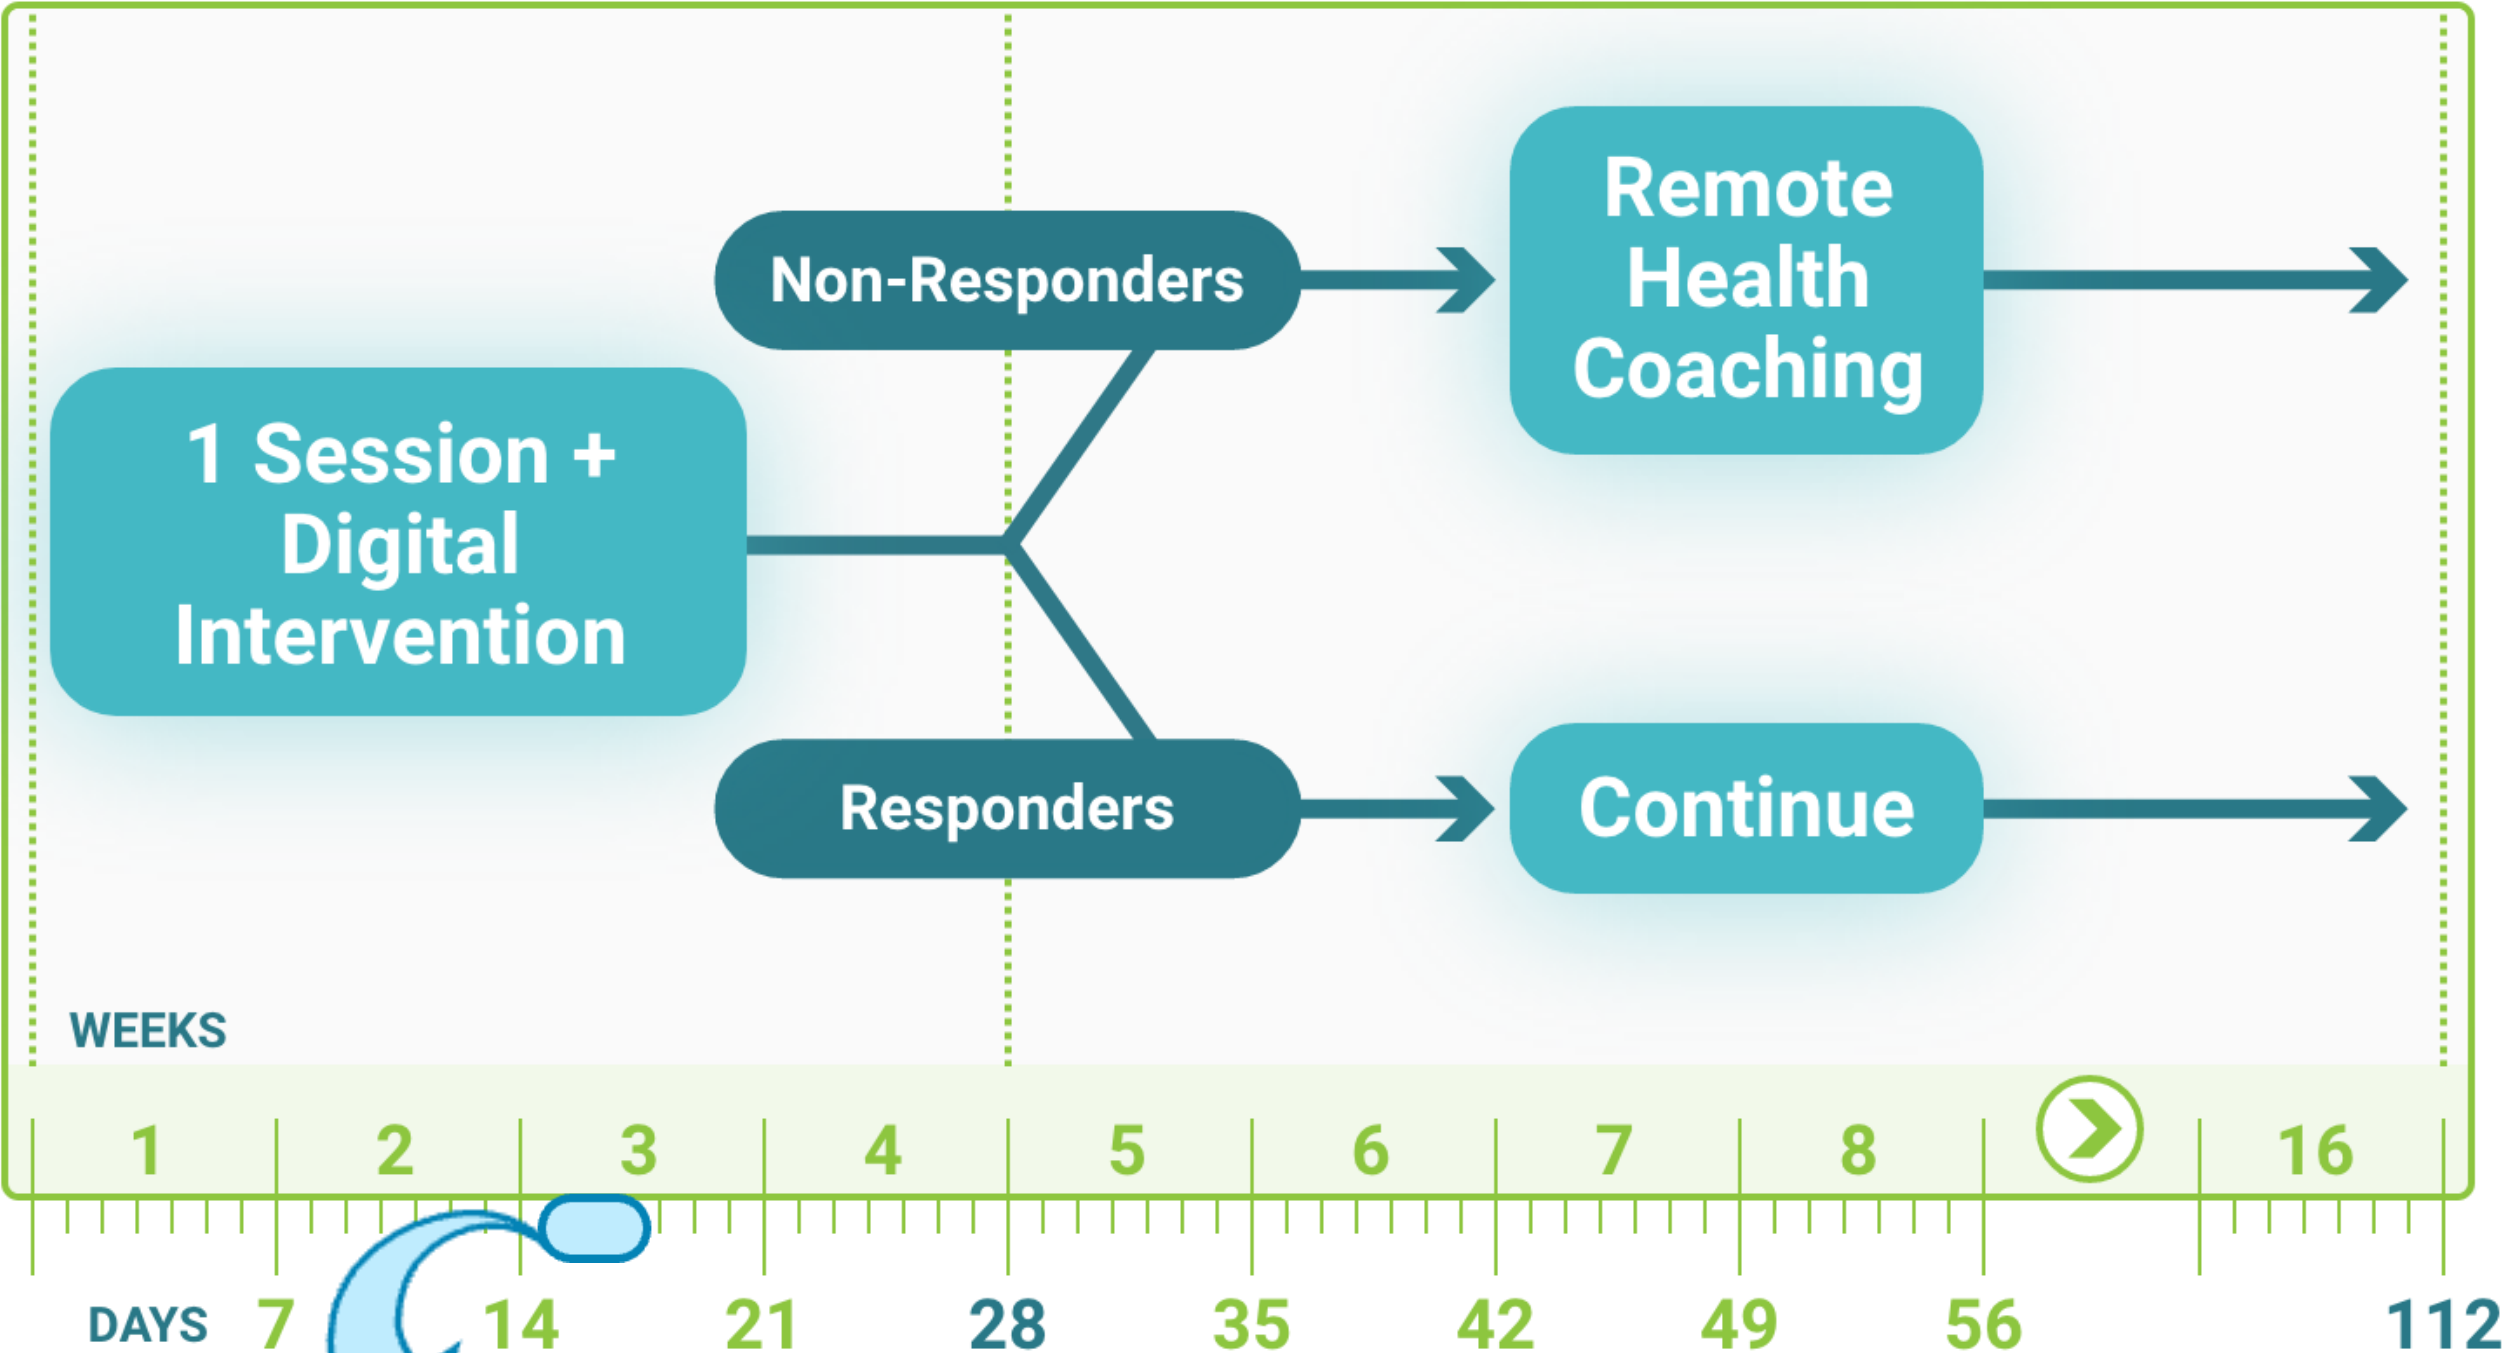 Remote
Health
Coaching
Non-Responders
1 Session +
Digital
Intervention
Responders
Continue
WEEKS
1 2 3 4 5 6 7 8 16
DAYS 7 14 21 28 35 42 49 56 112